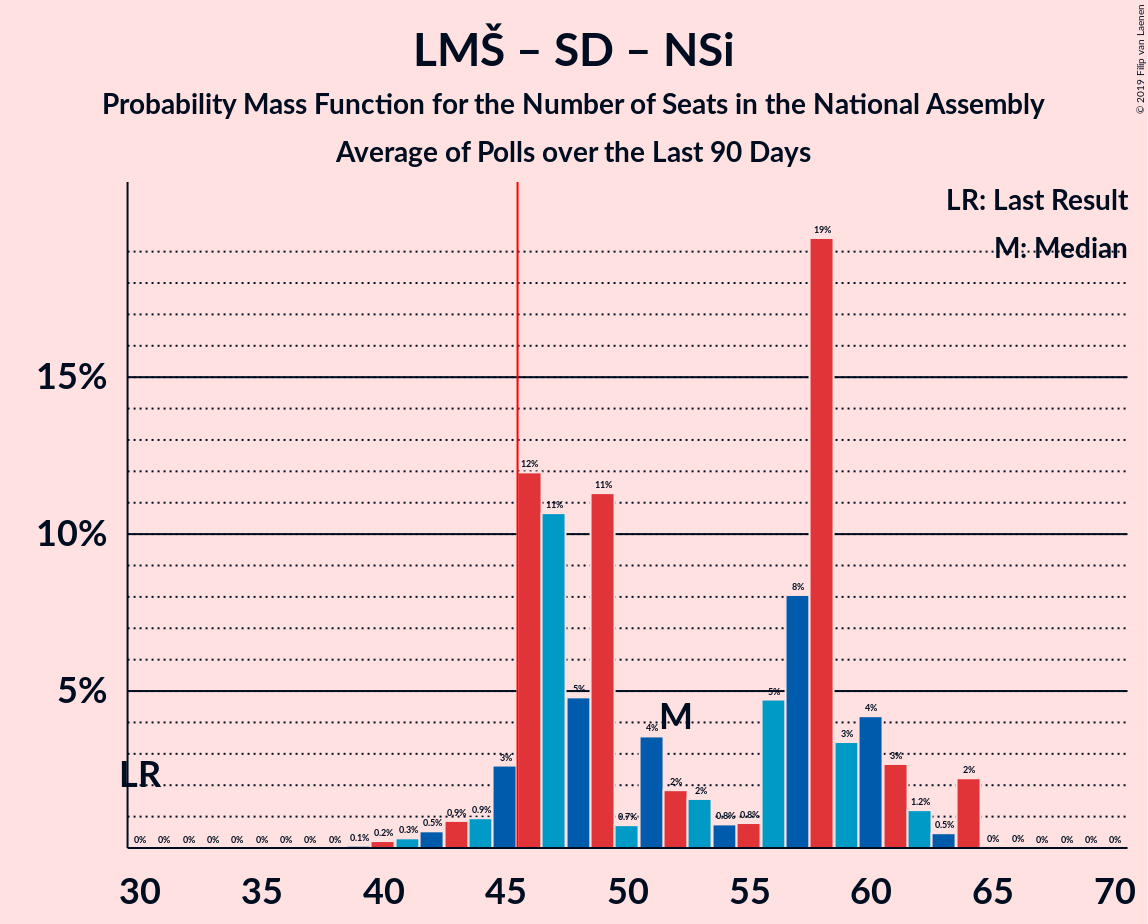 LMŠ – SD – NSi
Probability Mass Function for the Number of Seats in the National Assembly
Average of Polls over the Last 90 Days
© 2019 Filip van Laenen
LR: Last Result
M: Median
15%
10%
5%
LR
M
0% 0% 0% 0% 0% 0% 0% 0% 0% 0.1% 0.2% 0.3% 0.5% 0.9% 0.9% 3% 12% 11% 5% 11% 0.7% 4% 2% 2% 0.8% 0.8% 5% 8% 19% 3% 4% 3% 1.2% 0.5% 2% 0% 0% 0% 0% 0% 0%
30 35 40 45 50 55 60 65 70